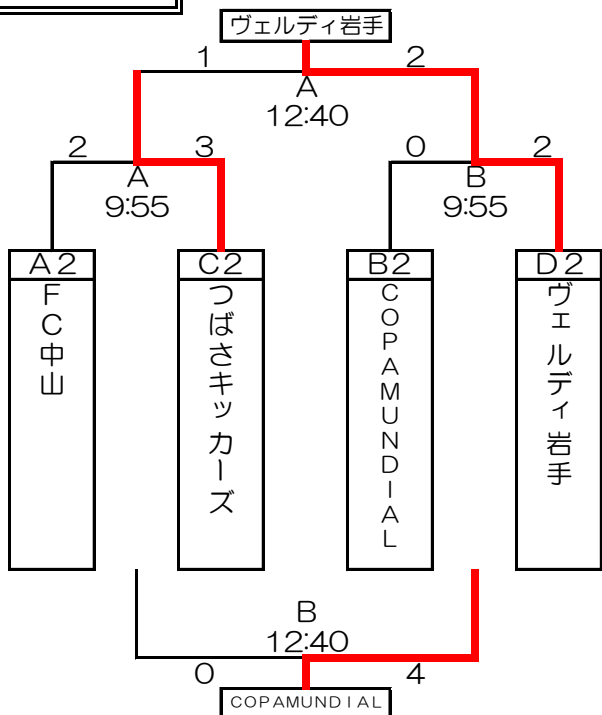 ヴェルディ岩手
1 2
A
12:40
2 3 0 2
A B
9:55 9:55
A2 C2 B2 D2
FC中山
つばさキッカーズ
COPAMUNDIAL
ヴェルディ岩手
B
12:40
0 4
COPAMUNDIAL